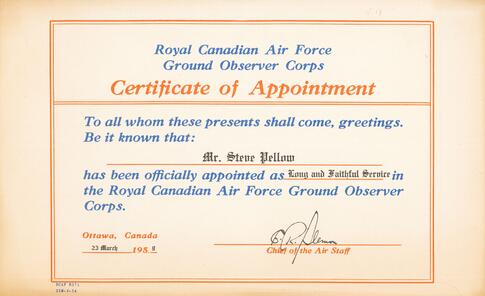 Royal Canadian Air Force
Ground Observer Corps
Certificate of Appointment
To all whom these presents shall come, greetings.
Be it known that:
Mr. Steve Pellow
has been officially appointed as Long and Faithful Service in
the Royal Canadian Air Force Ground Observer
Corps.
Ottawa, Canada
23 March 195
Chief of the Air Staff
RCAF